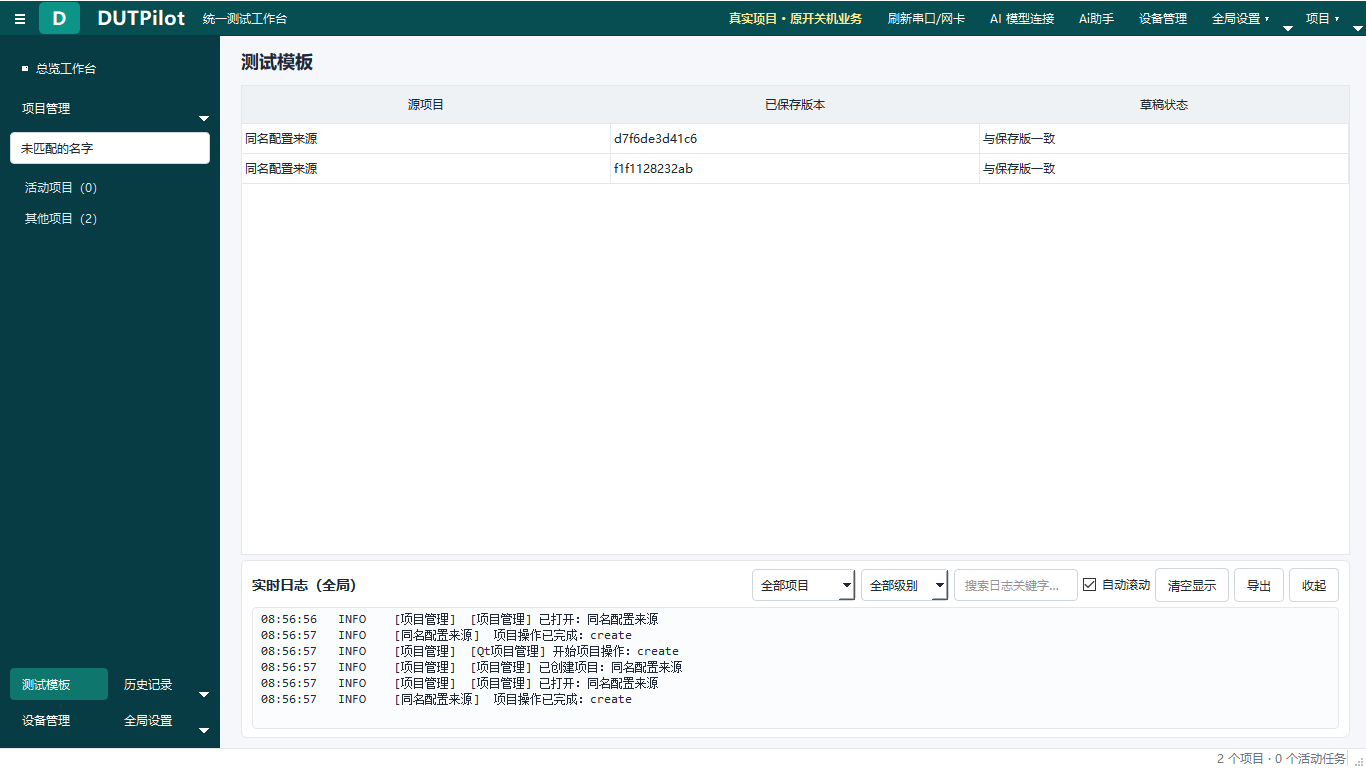 ☰ D DUTPilot 统一测试工作台 真实项目・原开关机业务 刷新串口/网卡 AI 模型连接 Ai助手 设备管理 全局设置 项目
总览工作台
项目管理
未匹配的名字
活动项目 (0)
其他项目 (2)
测试模板 历史记录
设备管理 全局设置
测试模板
源项目 已保存版本 草稿状态
同名配置来源 d7f6de3d41c6 与保存版一致
同名配置来源 f1f1128232ab 与保存版一致
实时日志（全局） 全部项目 全部级别 搜索日志关键字... 自动滚动 清空显示 导出 收起
08:56:56 INFO [项目管理] [项目管理] 已打开：同名配置来源
08:56:57 INFO [同名配置来源] 项目操作已完成：create
08:56:57 INFO [项目管理] [Qt项目管理] 开始项目操作：create
08:56:57 INFO [项目管理] [项目管理] 已创建项目：同名配置来源
08:56:57 INFO [项目管理] [项目管理] 已打开：同名配置来源
08:56:57 INFO [同名配置来源] 项目操作已完成：create
2 个项目 · 0 个活动任务